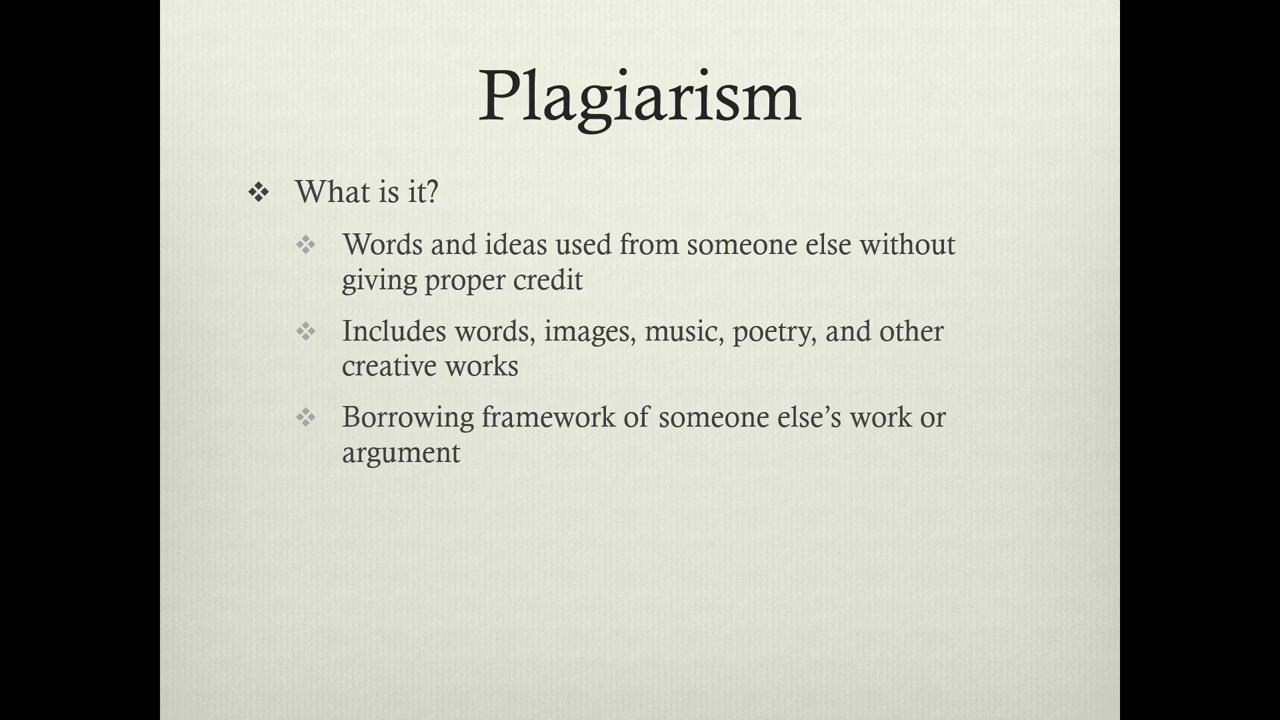 Plagiarism
❖ What is it?
❖ Words and ideas used from someone else without
giving proper credit
❖ Includes words, images, music, poetry, and other
creative works
❖ Borrowing framework of someone else’s work or
argument